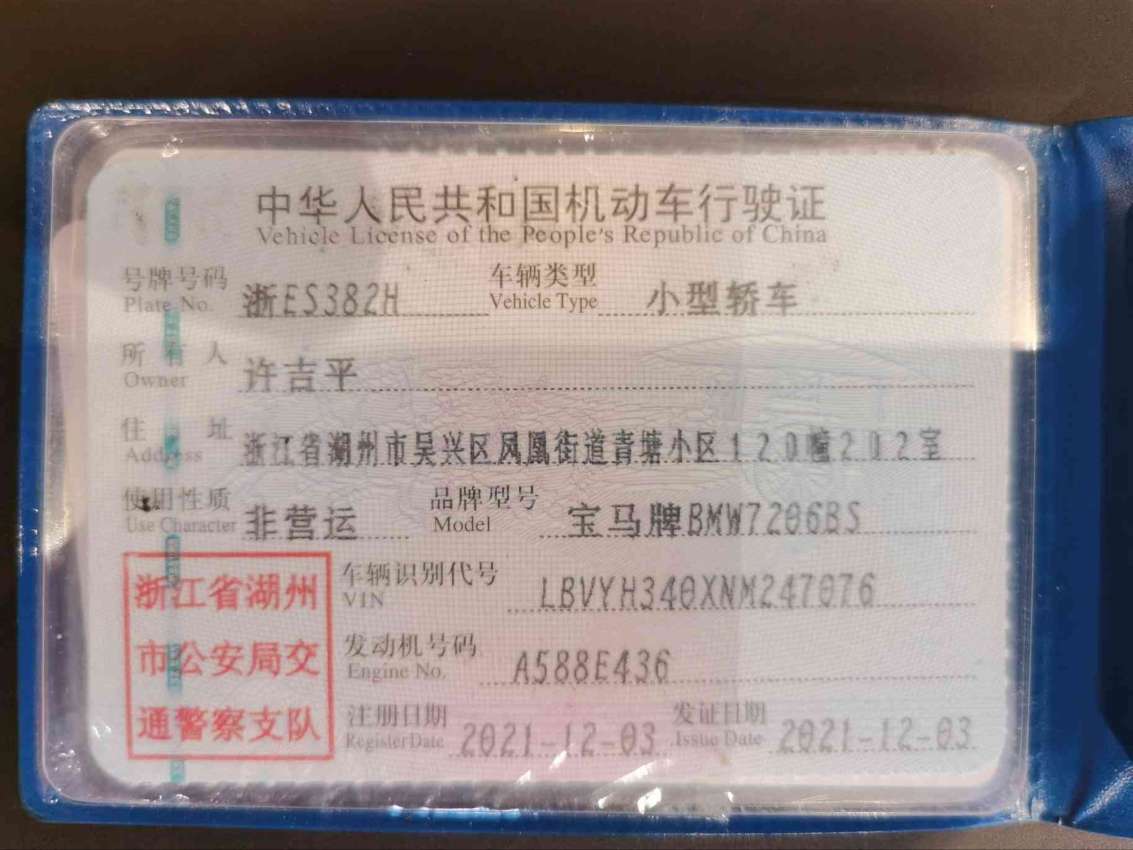 中华人民共和国机动车行驶证
Vehicle License of the People's Republic of China
号牌号码 浙ES382H 车辆类型 小型轿车
Plate No. Vehicle Type
所有人 许吉平
Owner
住址 浙江省湖州市吴兴区凤凰街道青塘小区120幢202室
Address
使用性质 非营运 品牌型号 宝马牌BMW7206BS
Use Character Model
浙江省湖州
市公安局交
通警察支队
车辆识别代号 LBVYH340XNM247076
VIN
发动机号码 A588E436
Engine No.
注册日期 2021-12-03 发证日期 2021-12-03
Register Date Issue Date